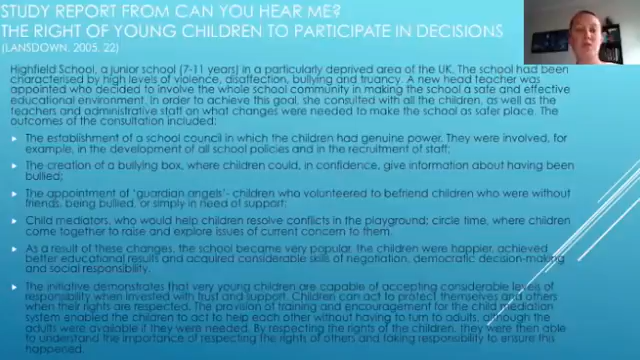 STUDY REPORT FROM CAN YOU HEAR ME?
THE RIGHT OF YOUNG CHILDREN TO PARTICIPATE IN DECISIONS
(LANSDOWN, 2005, 22)
Highfield School, a junior school (7-11 years) in a particularly deprived area of the UK. The school had been
characterised by high levels of violence, disaffection, bullying and truancy. A new head teacher was
appointed who decided to involve the whole school community in making the school a safe and effective
educational environment. In order to achieve this goal, she consulted with all the children, as well as the
teachers and administrative staff on what changes were needed to make the school as safer place. The
outcomes of the consultation included:
The establishment of a school council in which the children had genuine power. They were involved, for
example, in the development of all school policies and in the recruitment of staff;
The creation of a bullying box, where children could, in confidence, give information about having been
bullied;
The appointment of 'guardian angels'- children who volunteered to befriend children who were without
friends, being bullied, or simply in need of support;
Child mediators, who would help children resolve conflicts in the playground; circle time, where children
come together to raise and explore issues of current concern to them.
As a result of these changes, the school became very popular, the children were happier, achieved
better educational results and acquired considerable skills of negotiation, democratic decision-making
and social responsibility.
The initiative demonstrates that very young children are capable of accepting considerable levels of
responsibility when invested with trust and support. Children can act to protect themselves and others
when their rights are respected. The provision of training and encouragement for the child mediation
system enabled the children to act to help each other without having to turn to adults, although the
adults were available if they were needed. By respecting the rights of the children, they were then able
to understand the importance of respecting the rights of others and taking responsibility to ensure this
happened.